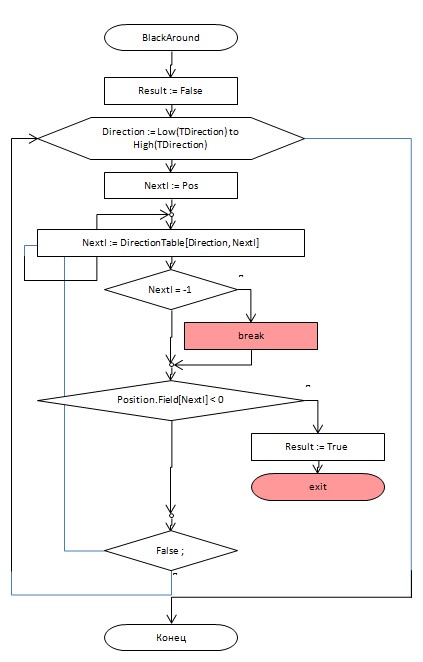 BlackAround
Result := False
Direction := Low(TDirection) to
High(TDirection)
NextI := Pos
NextI := DirectionTable[Direction, NextI]
NextI = -1
break
Position.Field[NextI] < 0
Result := True
exit
False ;
Конец